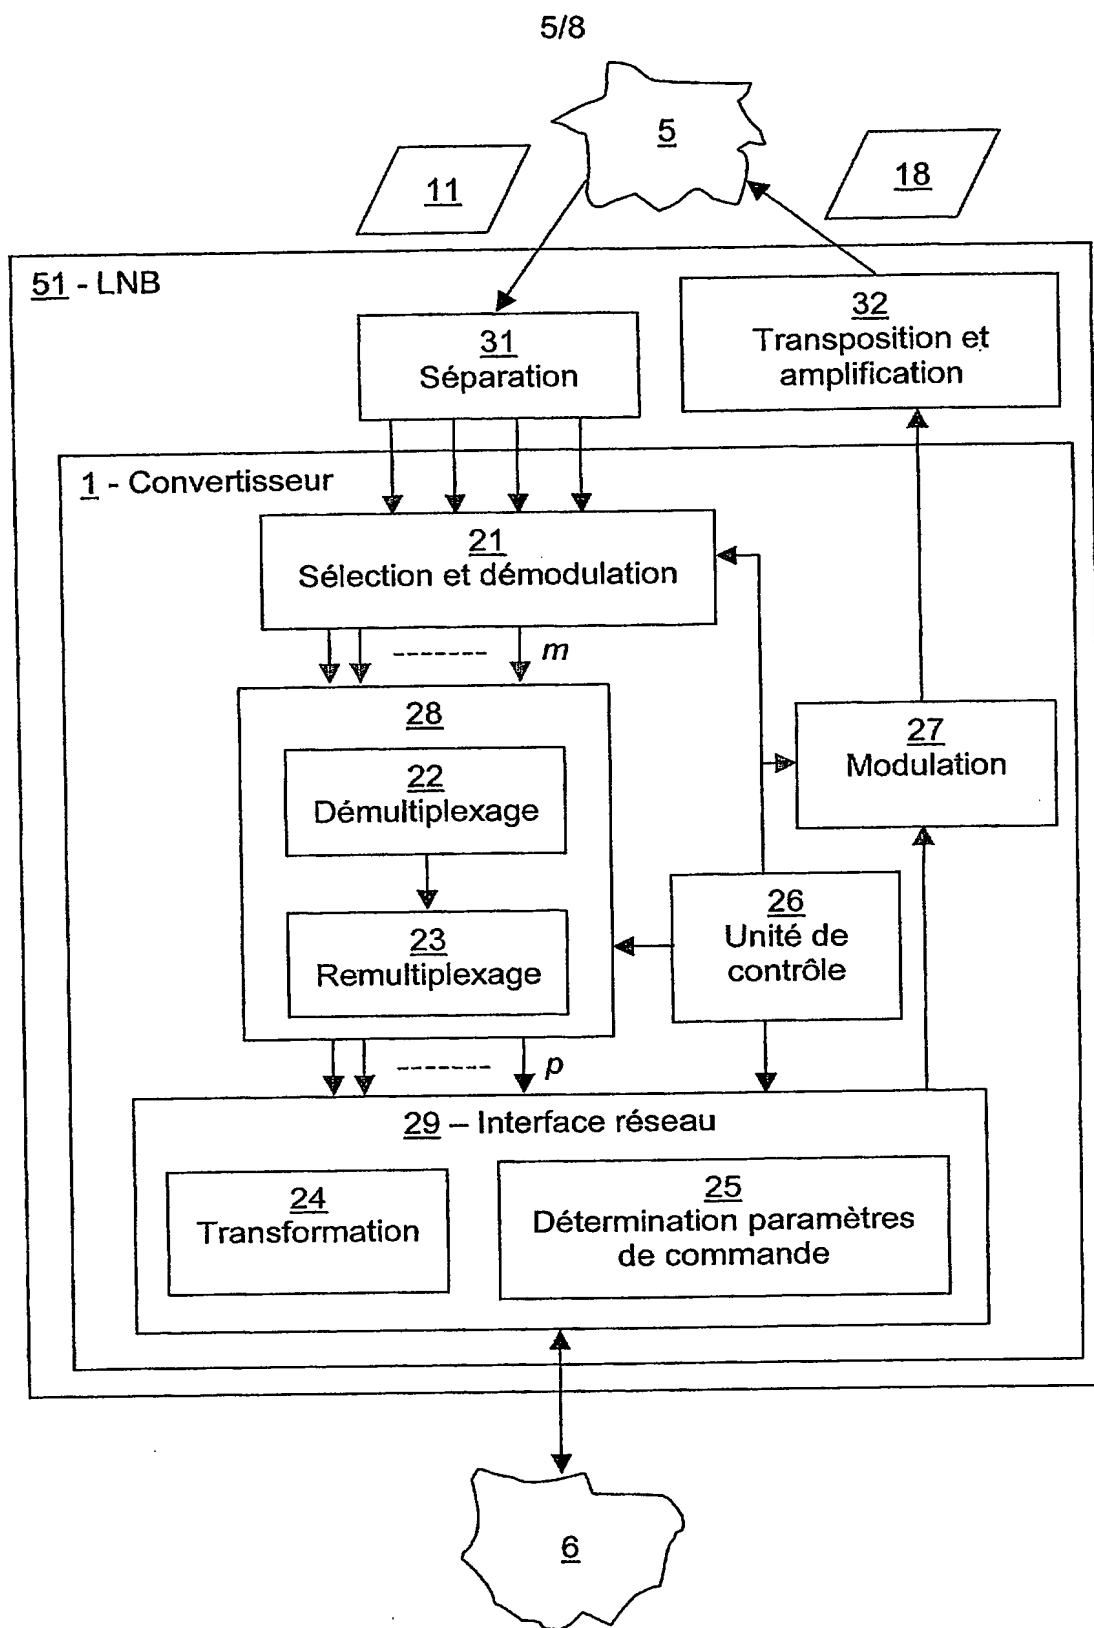 5/8
5
11
18
51 - LNB
31
Séparation
32
Transposition et
amplification
1 - Convertisseur
21
Sélection et démodulation
m
28
22
Démultiplexage
27
Modulation
23
Remultiplexage
26
Unité de
contrôle
p
29 – Interface réseau
24
Transformation
25
Détermination paramètres
de commande
6